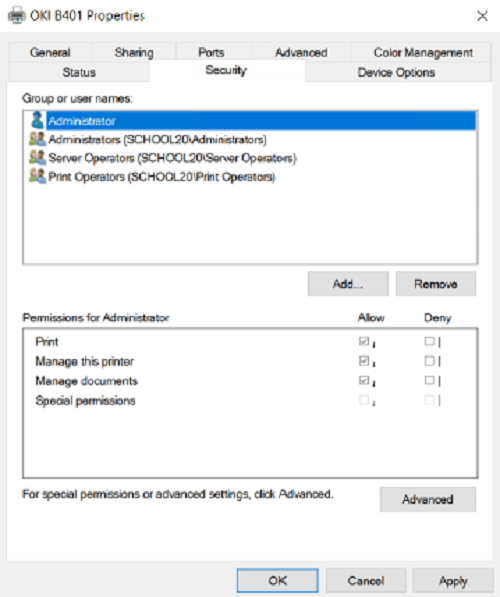 OKI B401 Properties
General Sharing Ports Advanced Color Management
Status Security Device Options
Group or user names:
Administrator
Administrators (SCHOOL20\Administrators)
Server Operators (SCHOOL20\Server Operators)
Print Operators (SCHOOL20\Print Operators)
Add... Remove
Permissions for Administrator Allow Deny
Print
Manage this printer
Manage documents
Special permissions
For special permissions or advanced settings, click Advanced.
Advanced
OK Cancel Apply